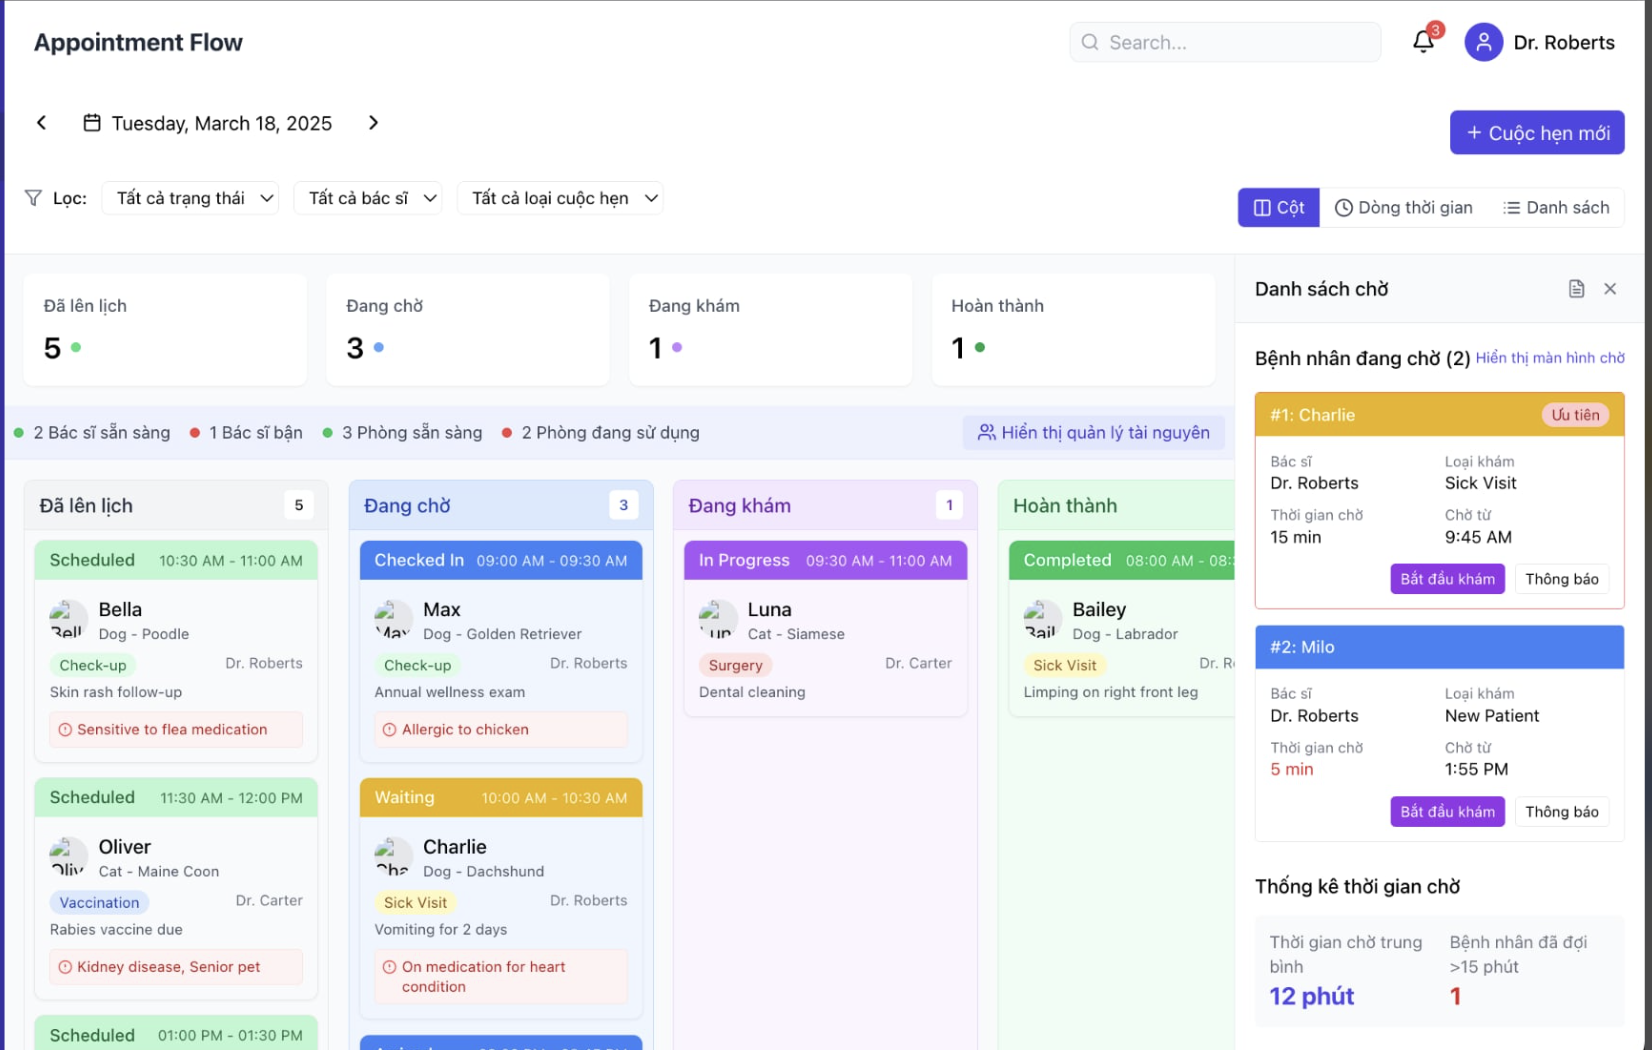 Appointment Flow
Search...
3
Dr. Roberts
Tuesday, March 18, 2025
+ Cuộc hẹn mới
Lọc:
Tất cả trạng thái
Tất cả bác sĩ
Tất cả loại cuộc hẹn
Cột
Dòng thời gian
Danh sách
Đã lên lịch
5
Đang chờ
3
Đang khám
1
Hoàn thành
1
2 Bác sĩ sẵn sàng
1 Bác sĩ bận
3 Phòng sẵn sàng
2 Phòng đang sử dụng
Hiển thị quản lý tài nguyên
Đã lên lịch 5
Scheduled 10:30 AM - 11:00 AM
Bella
Dog - Poodle
Check-up Dr. Roberts
Skin rash follow-up
Sensitive to flea medication
Scheduled 11:30 AM - 12:00 PM
Oliver
Cat - Maine Coon
Vaccination Dr. Carter
Rabies vaccine due
Kidney disease, Senior pet
Scheduled 01:00 PM - 01:30 PM
Đang chờ 3
Checked In 09:00 AM - 09:30 AM
Max
Dog - Golden Retriever
Check-up Dr. Roberts
Annual wellness exam
Allergic to chicken
Waiting 10:00 AM - 10:30 AM
Charlie
Dog - Dachshund
Sick Visit Dr. Roberts
Vomiting for 2 days
On medication for heart
condition
Đang khám 1
In Progress 09:30 AM - 11:00 AM
Luna
Cat - Siamese
Surgery Dr. Carter
Dental cleaning
Hoàn thành
Completed 08:00 AM - 08:
Bailey
Dog - Labrador
Sick Visit Dr. R
Limping on right front leg
Danh sách chờ
Bệnh nhân đang chờ (2) Hiển thị màn hình chờ
#1: Charlie Ưu tiên
Bác sĩ Loại khám
Dr. Roberts Sick Visit
Thời gian chờ Chờ từ
15 min 9:45 AM
Bắt đầu khám Thông báo
#2: Milo
Bác sĩ Loại khám
Dr. Roberts New Patient
Thời gian chờ Chờ từ
5 min 1:55 PM
Bắt đầu khám Thông báo
Thống kê thời gian chờ
Thời gian chờ trung
bình
12 phút
Bệnh nhân đã đợi
>15 phút
1